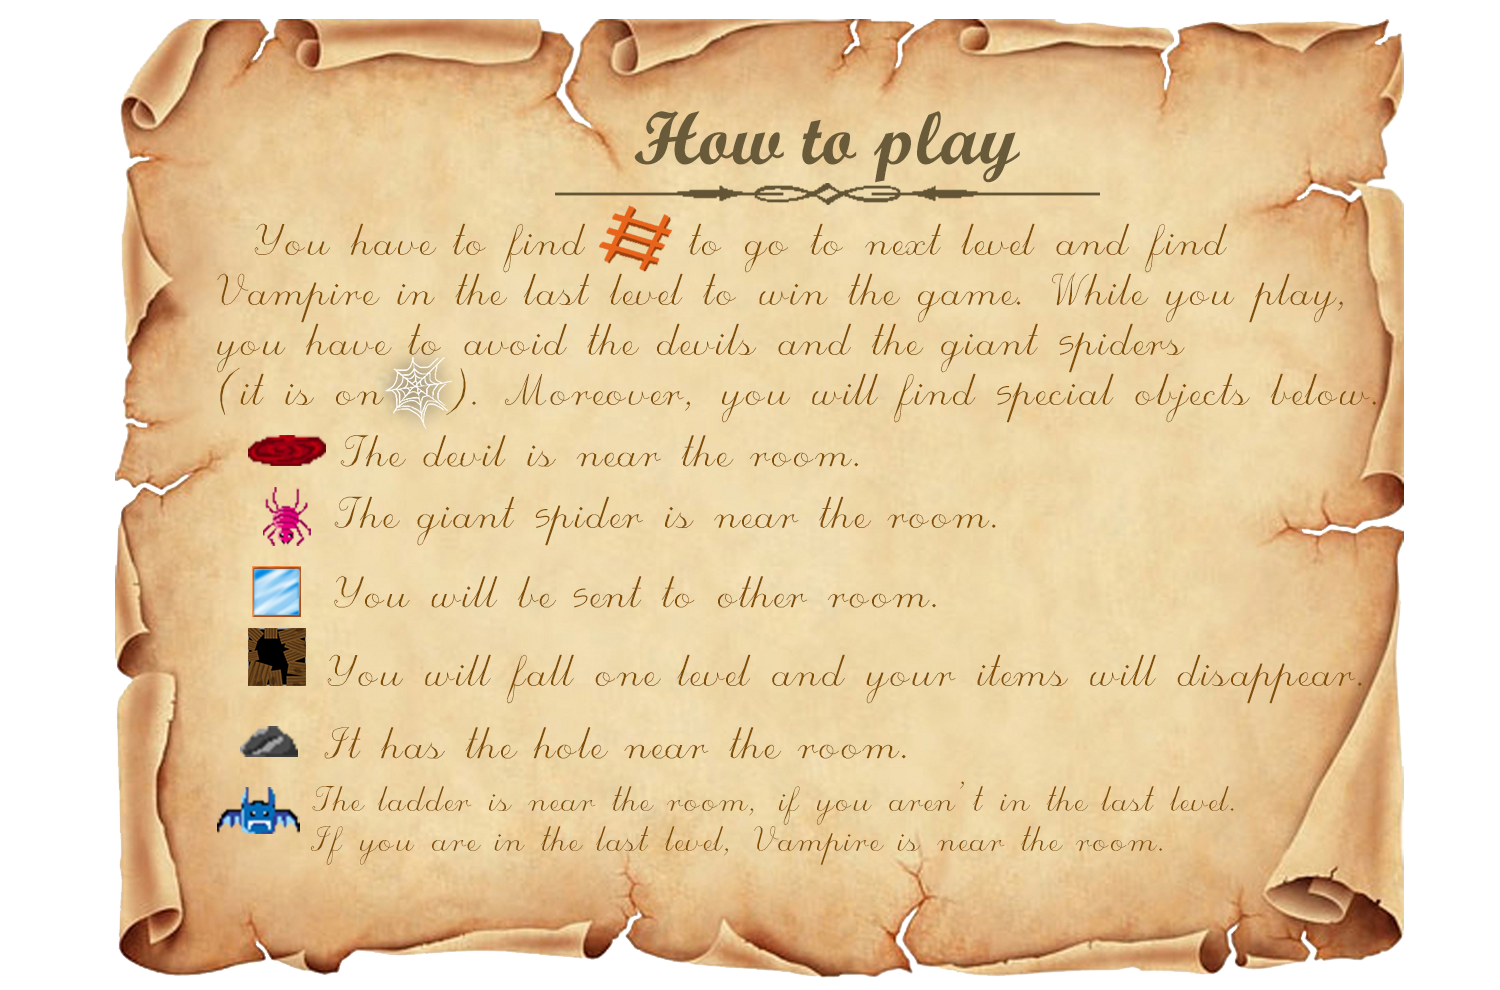 How to play
You have to find to go to next level and find
Vampire in the last level to win the game. While you play,
you have to avoid the devils and the giant spiders
(it is on ). Moreover, you will find special objects below.
The devil is near the room.
The giant spider is near the room.
You will be sent to other room.
You will fall one level and your items will disappear.
It has the hole near the room.
The ladder is near the room, if you aren't in the last level.
If you are in the last level, Vampire is near the room.